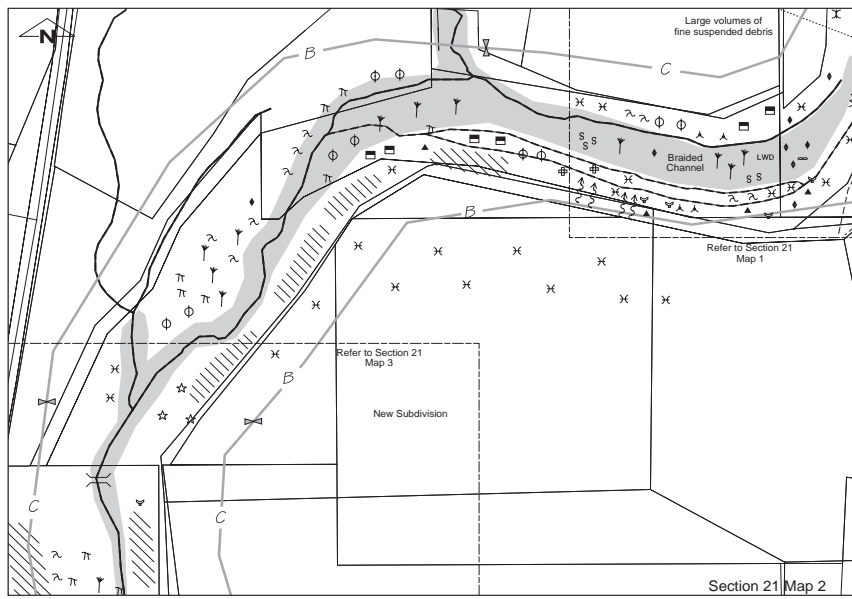 Large volumes of
fine suspended debris
N
B
C
S S
S
Braided
Channel
LWD
S S
B
Refer to Section 21
Map 1
Refer to Section 21
Map 3
B
New Subdivision
C
C
Section 21 Map 2